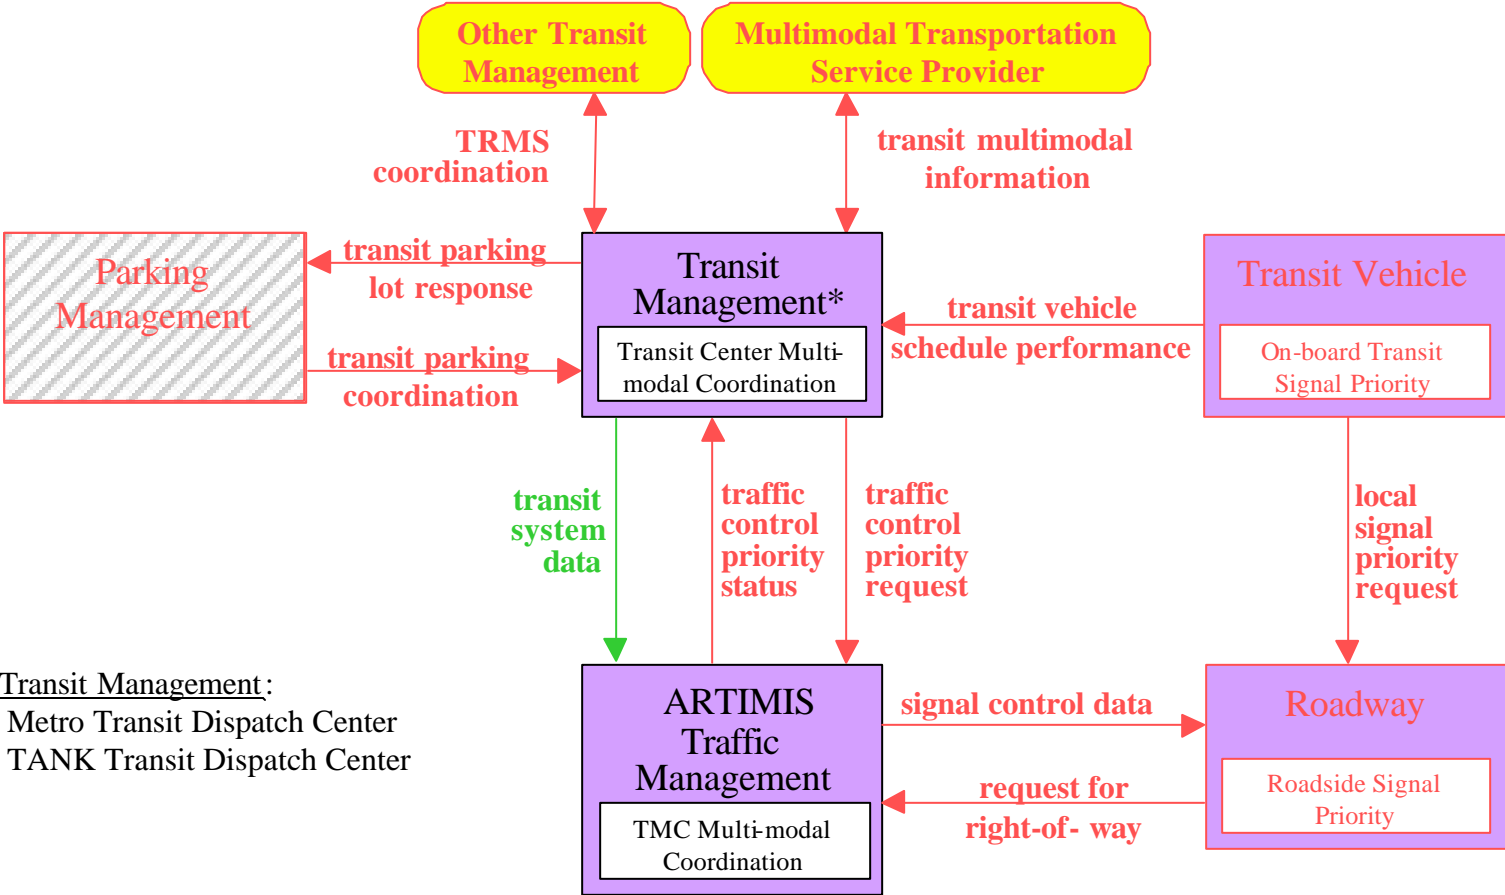 Other Transit
Management
Multimodal Transportation
Service Provider
TRMS
coordination
transit multimodal
information
Parking
Management
transit parking
lot response
transit parking
coordination
Transit
Management*
Transit Center Multi-
modal Coordination
transit vehicle
schedule performance
Transit Vehicle
On-board Transit
Signal Priority
transit
system
data
traffic
control
priority
status
traffic
control
priority
request
local
signal
priority
request
Transit Management:
Metro Transit Dispatch Center
TANK Transit Dispatch Center
ARTIMIS
Traffic
Management
TMC Multi-modal
Coordination
signal control data
request for
right-of- way
Roadway
Roadside Signal
Priority